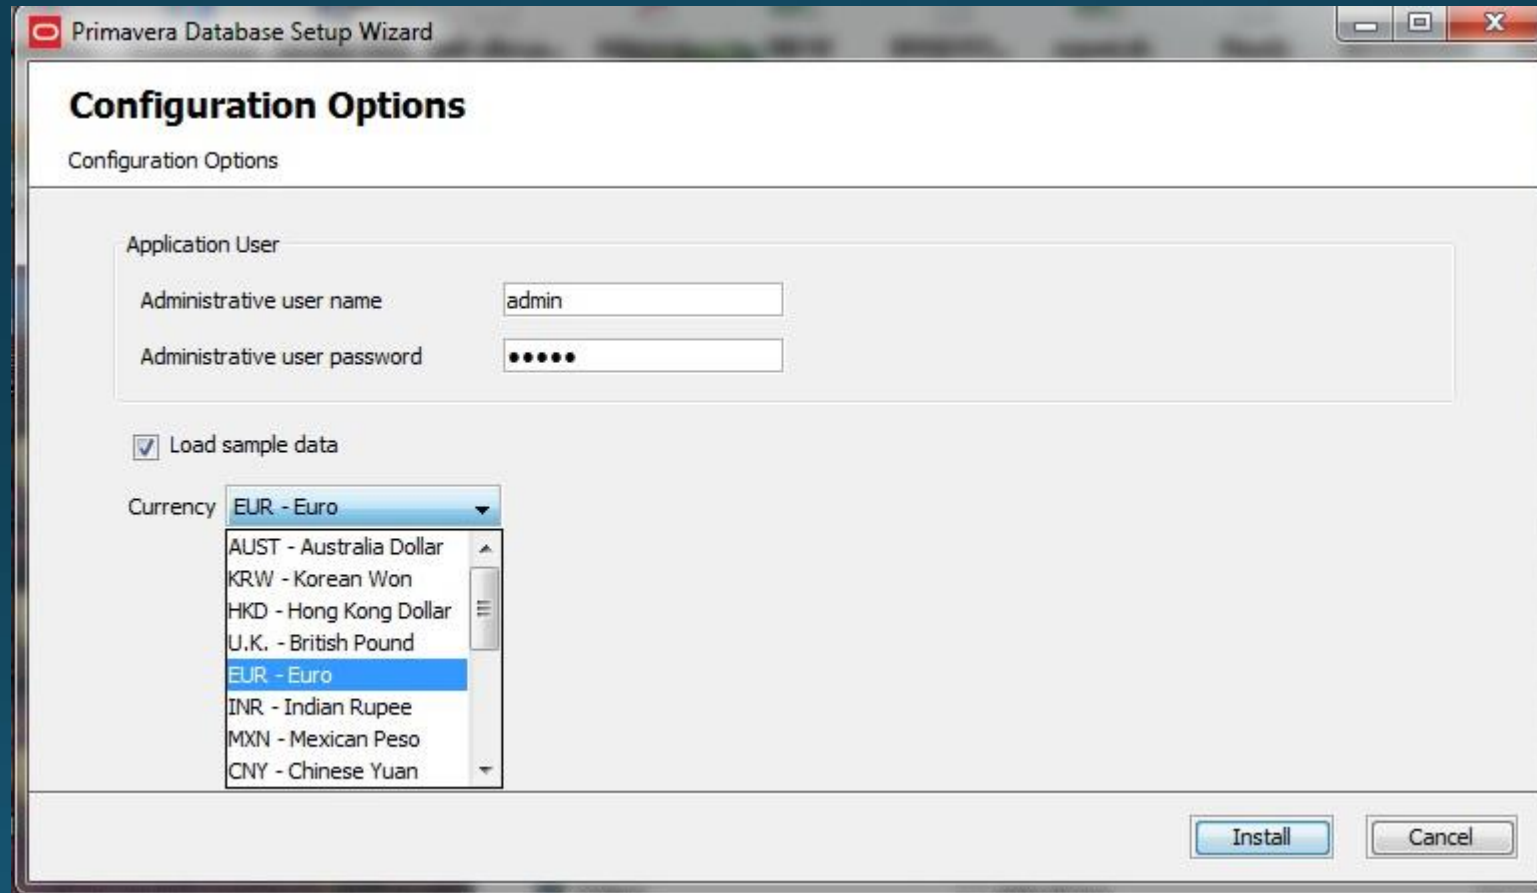 Primavera Database Setup Wizard
Configuration Options
Configuration Options
Application User
Administrative user name admin
Administrative user password •••••
Load sample data
Currency EUR - Euro
AUST - Australia Dollar
KRW - Korean Won
HKD - Hong Kong Dollar
U.K. - British Pound
EUR - Euro
INR - Indian Rupee
MXN - Mexican Peso
CNY - Chinese Yuan
Install Cancel